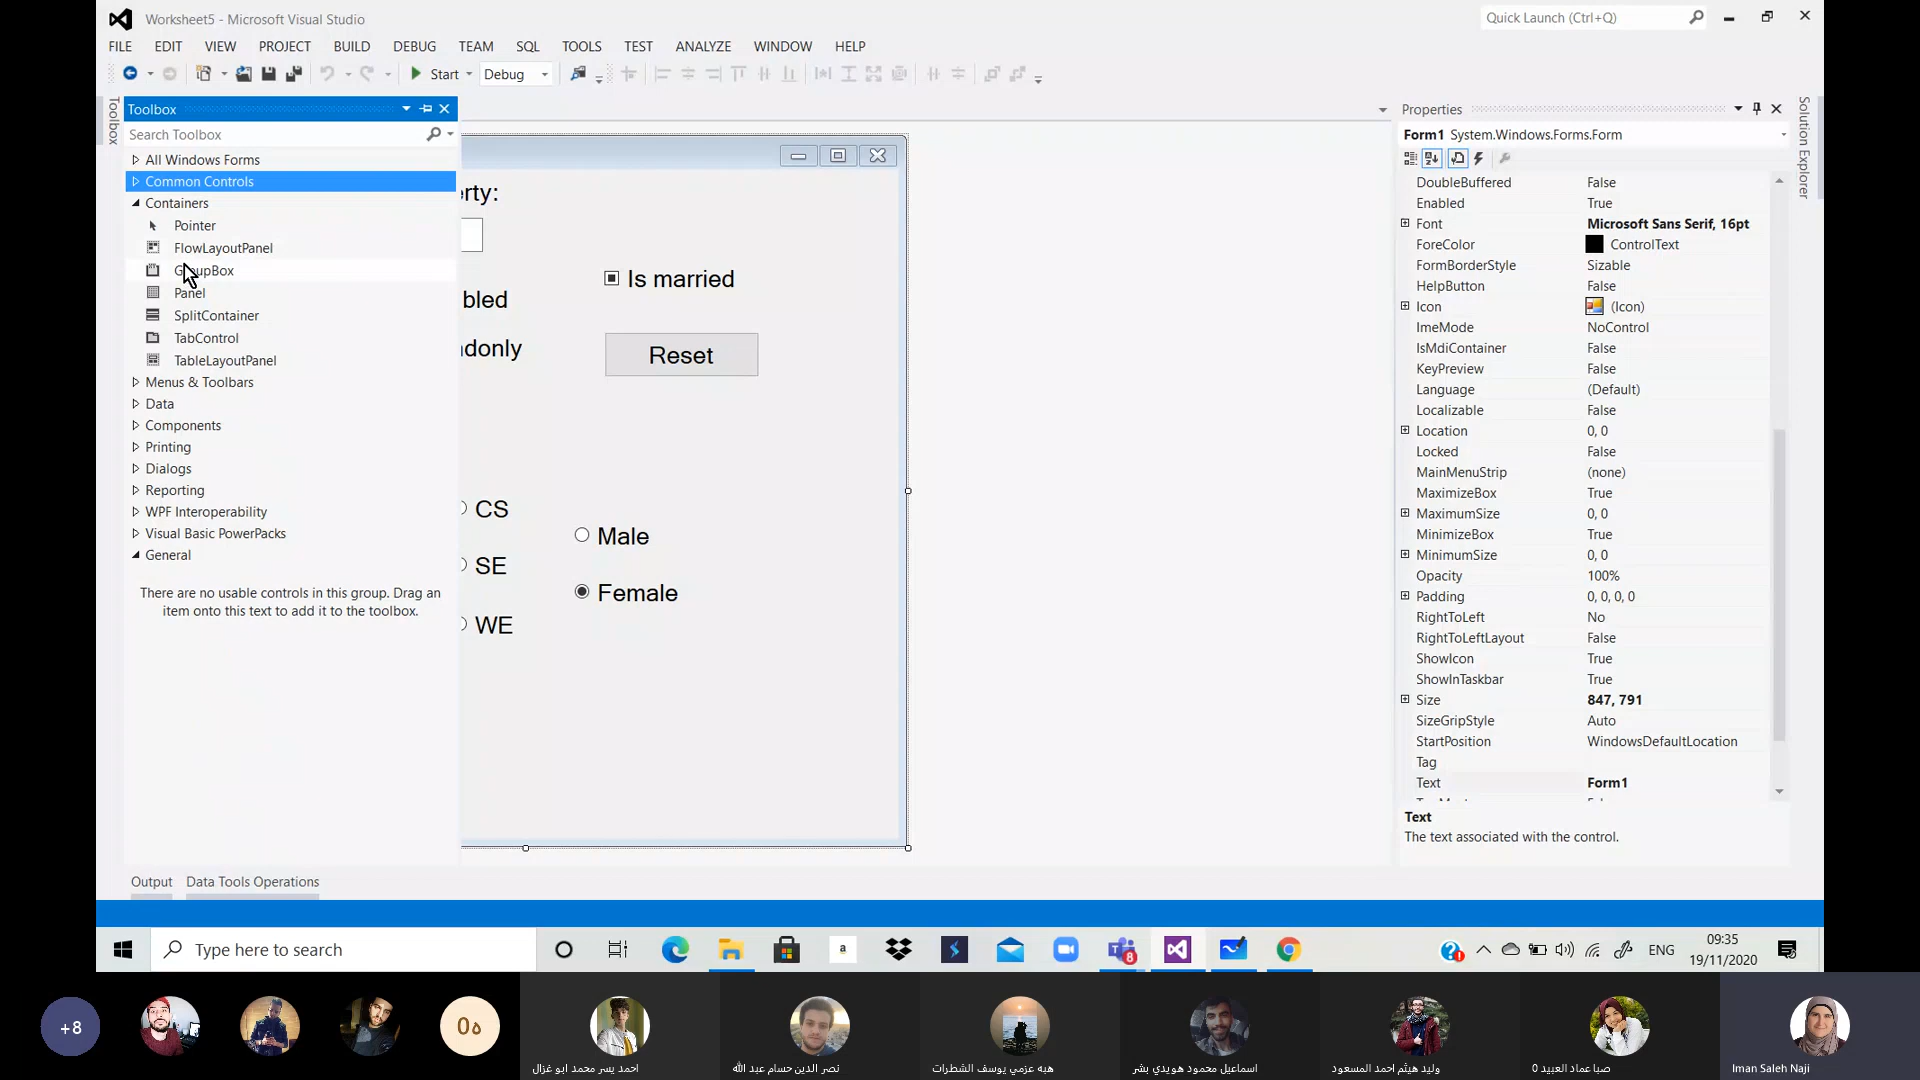 Worksheet5 - Microsoft Visual Studio
Quick Launch (Ctrl+Q)
FILE EDIT VIEW PROJECT BUILD DEBUG TEAM SQL TOOLS TEST ANALYZE WINDOW HELP
Start Debug
Toolbox
Toolbox
Search Toolbox
All Windows Forms
Common Controls
Containers
Pointer
FlowLayoutPanel
GroupBox
Panel
SplitContainer
TabControl
TableLayoutPanel
Menus & Toolbars
Data
Components
Printing
Dialogs
Reporting
WPF Interoperability
Visual Basic PowerPacks
General
There are no usable controls in this group. Drag an
item onto this text to add it to the toolbox.
erty:
Is married
bled
donly
Reset
CS
Male
SE
Female
WE
Properties
Form1 System.Windows.Forms.Form
DoubleBuffered False
Enabled True
Font Microsoft Sans Serif, 16pt
ForeColor ControlText
FormBorderStyle Sizable
HelpButton False
Icon (Icon)
ImeMode NoControl
IsMdiContainer False
KeyPreview False
Language (Default)
Localizable False
Location 0, 0
Locked False
MainMenuStrip (none)
MaximizeBox True
MaximumSize 0, 0
MinimizeBox True
MinimumSize 0, 0
Opacity 100%
Padding 0, 0, 0, 0
RightToLeft No
RightToLeftLayout False
ShowIcon True
ShowInTaskbar True
Size 847, 791
SizeGripStyle Auto
StartPosition WindowsDefaultLocation
Tag
Text Form1
Text
The text associated with the control.
Solution Explorer
Output Data Tools Operations
Type here to search
a
8
ENG
09:35
19/11/2020
+8
0ه
احمد يسر محمد ابو غزال
نصر الدين حسام عبد الله
هبه عزمي يوسف الشطرات
اسماعيل محمود هويدي بشر
وليد هيثم احمد المسعود
صبا عماد العبيد 0
Iman Saleh Naji